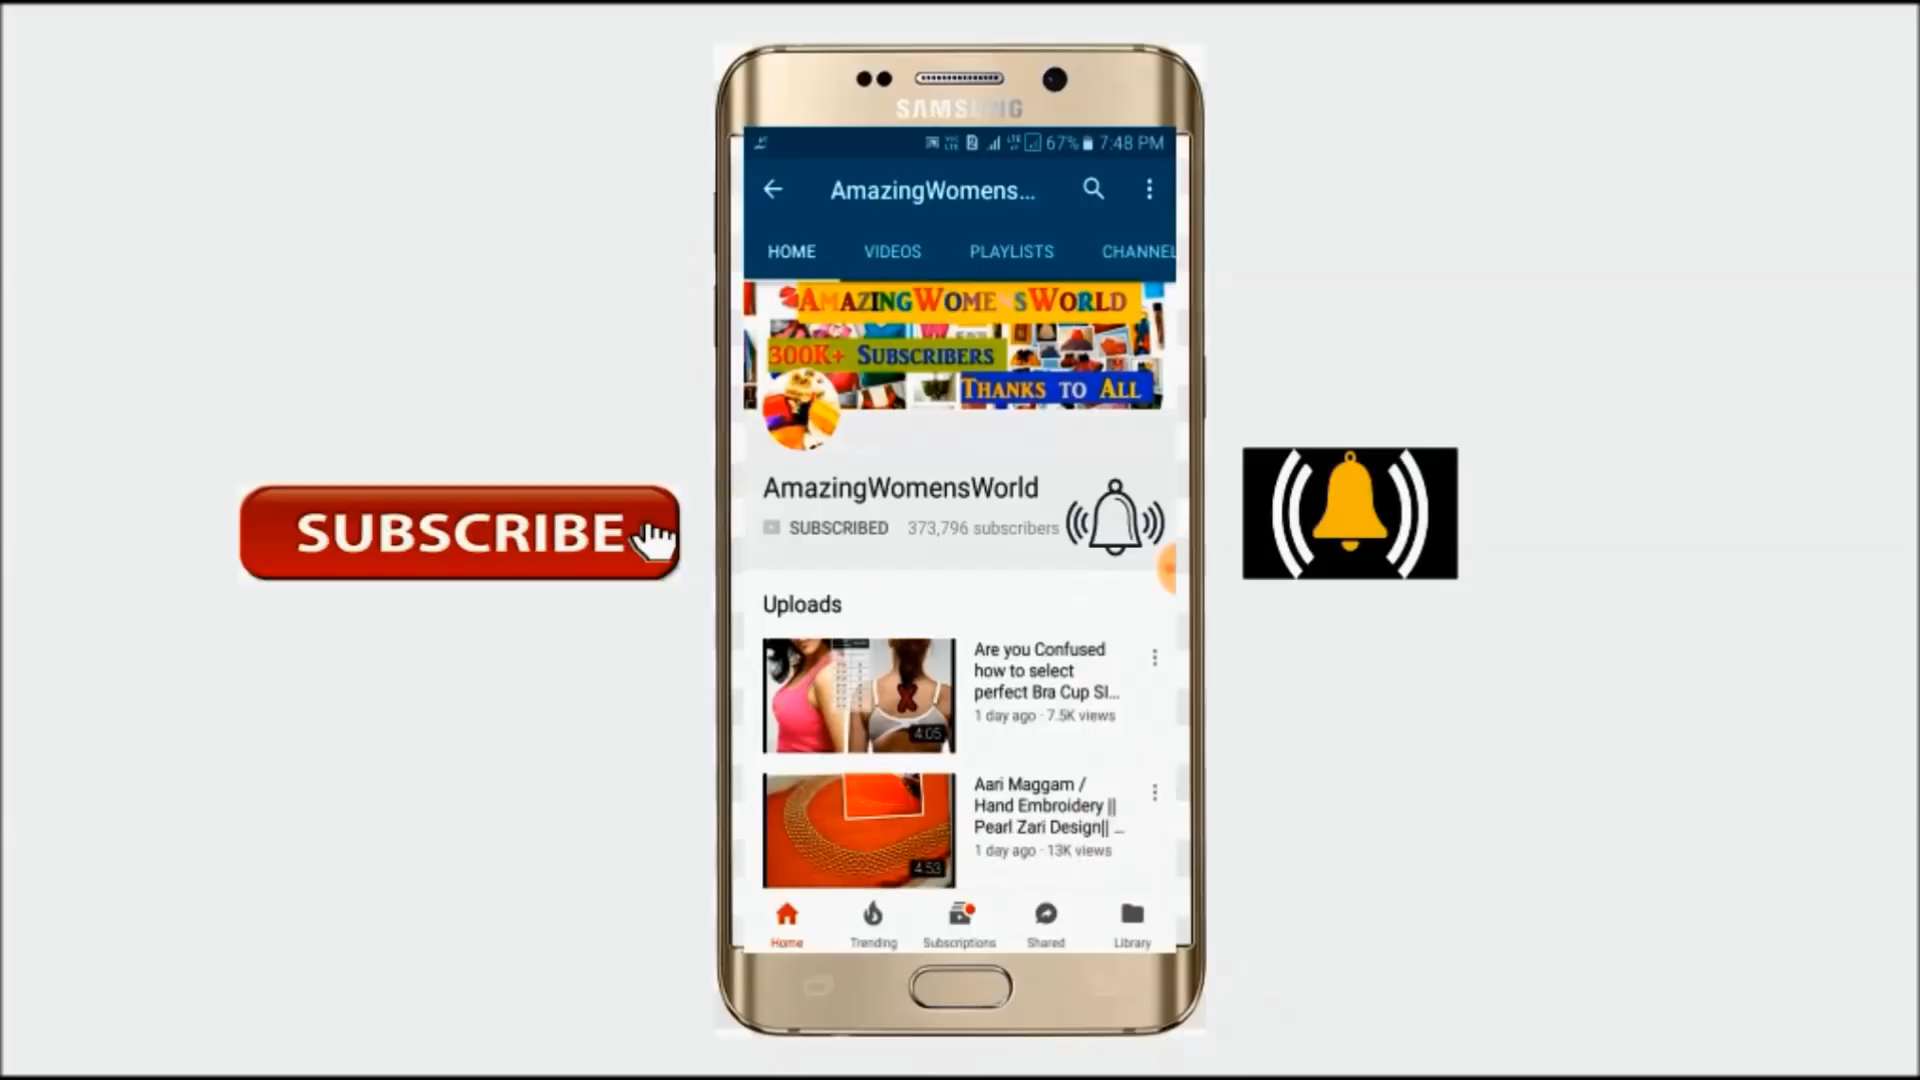 SAMSUNG
67% 7:48 PM
AmazingWomens...
HOME VIDEOS PLAYLISTS CHANNEL
AMAZINGWOMENSWORLD
300K+ SUBSCRIBERS
THANKS TO ALL
AmazingWomensWorld
SUBSCRIBED 373,796 subscribers
SUBSCRIBE
Uploads
Are you Confused
how to select
perfect Bra Cup SI...
1 day ago · 7.5K views
4:05
Aari Maggam /
Hand Embroidery ||
Pearl Zari Design|| ...
1 day ago · 13K views
4:53
Home Trending Subscriptions Shared Library